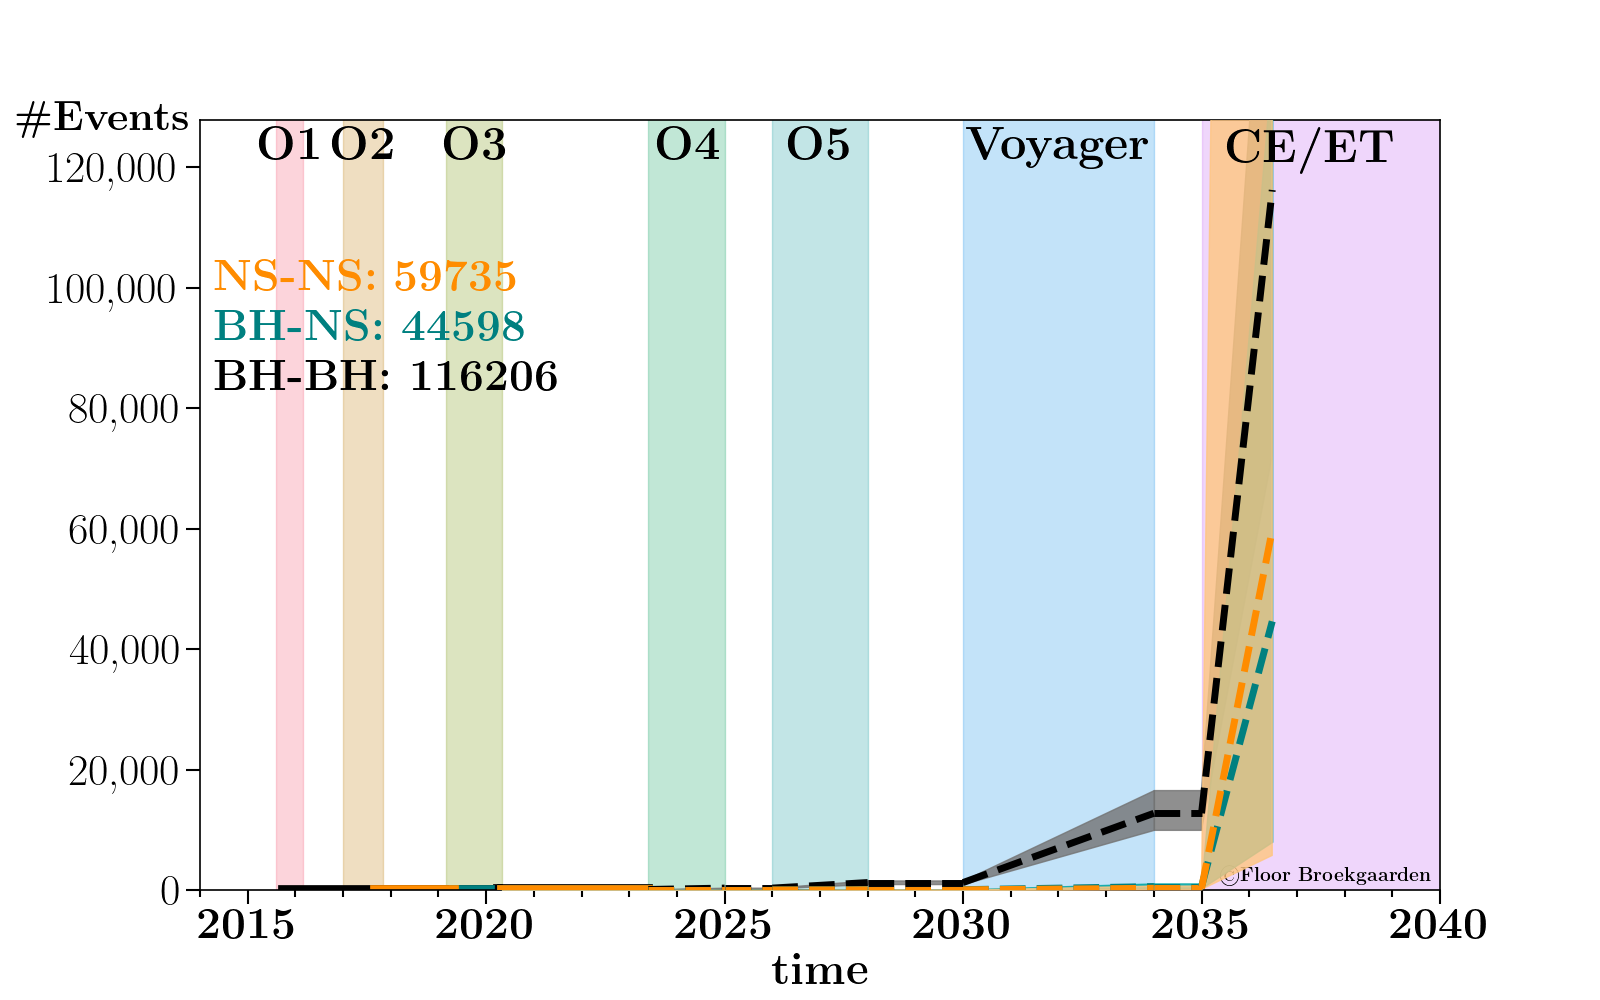 #Events
O1 O2 O3 O4 O5 Voyager CE/ET
120,000
100,000
80,000
60,000
40,000
20,000
0
NS-NS: 59735
BH-NS: 44598
BH-BH: 116206
©Floor Broekgaarden
2015 2020 2025 2030 2035 2040
time